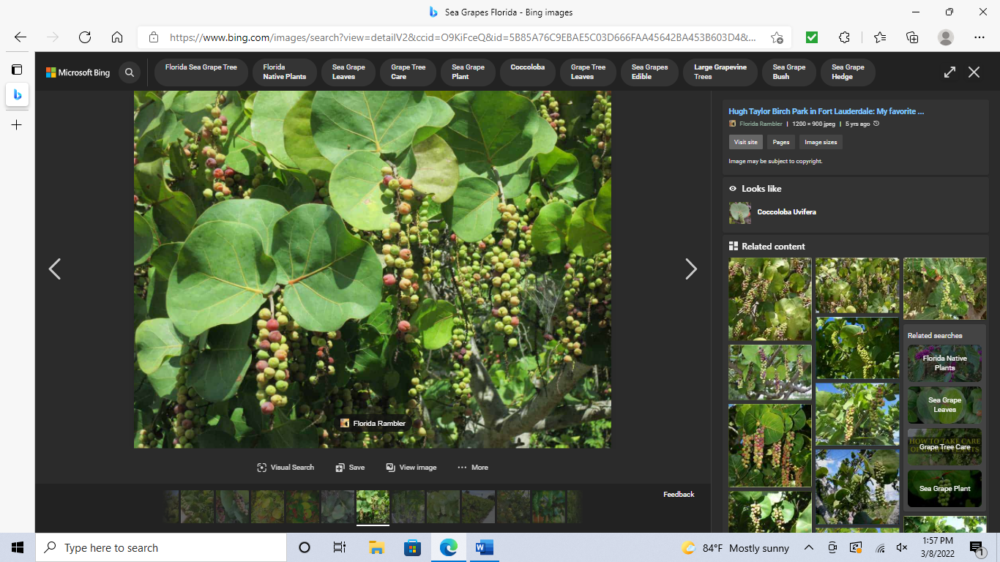 Sea Grapes Florida - Bing images
https://www.bing.com/images/search?view=detailV2&ccid=O9KiFceQ&id=5B85A76C9EBAE5C03D666FAA45642BA453B603D4&...
Microsoft Bing
Florida Sea Grape Tree
Florida
Native Plants
Sea Grape
Leaves
Grape Tree
Care
Sea Grape
Plant
Coccoloba
Grape Tree
Leaves
Sea Grapes
Edible
Large Grapevine
Trees
Sea Grape
Bush
Sea Grape
Hedge
Florida Rambler
Visual Search
Save
View image
More
Feedback
Hugh Taylor Birch Park in Fort Lauderdale: My favorite ...
Florida Rambler | 1200 × 900 jpeg | 5 yrs ago
Visit site
Pages
Image sizes
Image may be subject to copyright.
Looks like
Coccoloba Uvifera
Related content
Related searches
Florida Native
Plants
Sea Grape
Leaves
HOW TO TAKE CARE
Grape Tree Care
Sea Grape Plant
Type here to search
84°F Mostly sunny
1:57 PM
3/8/2022
1